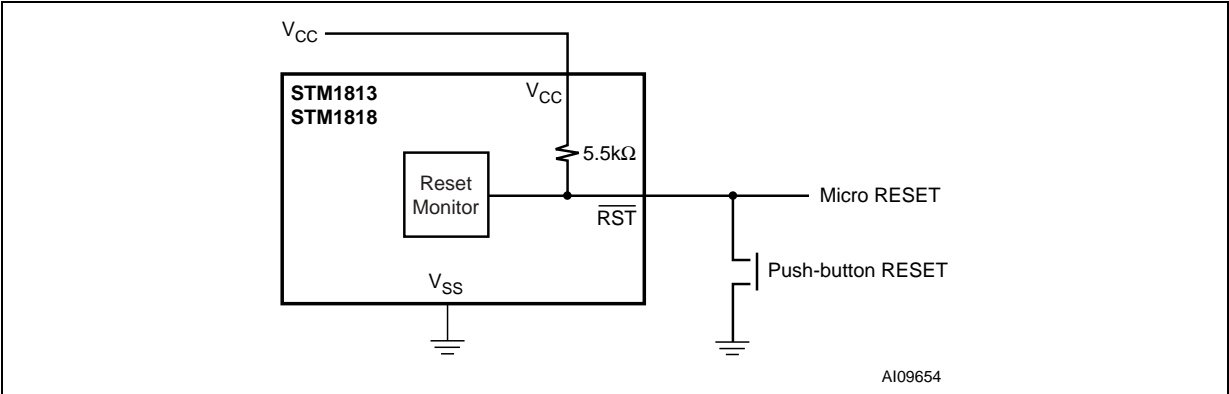 VCC
STM1813
STM1818
VCC
5.5kΩ
Reset
Monitor
RST
Micro RESET
Push-button RESET
VSS
AI09654